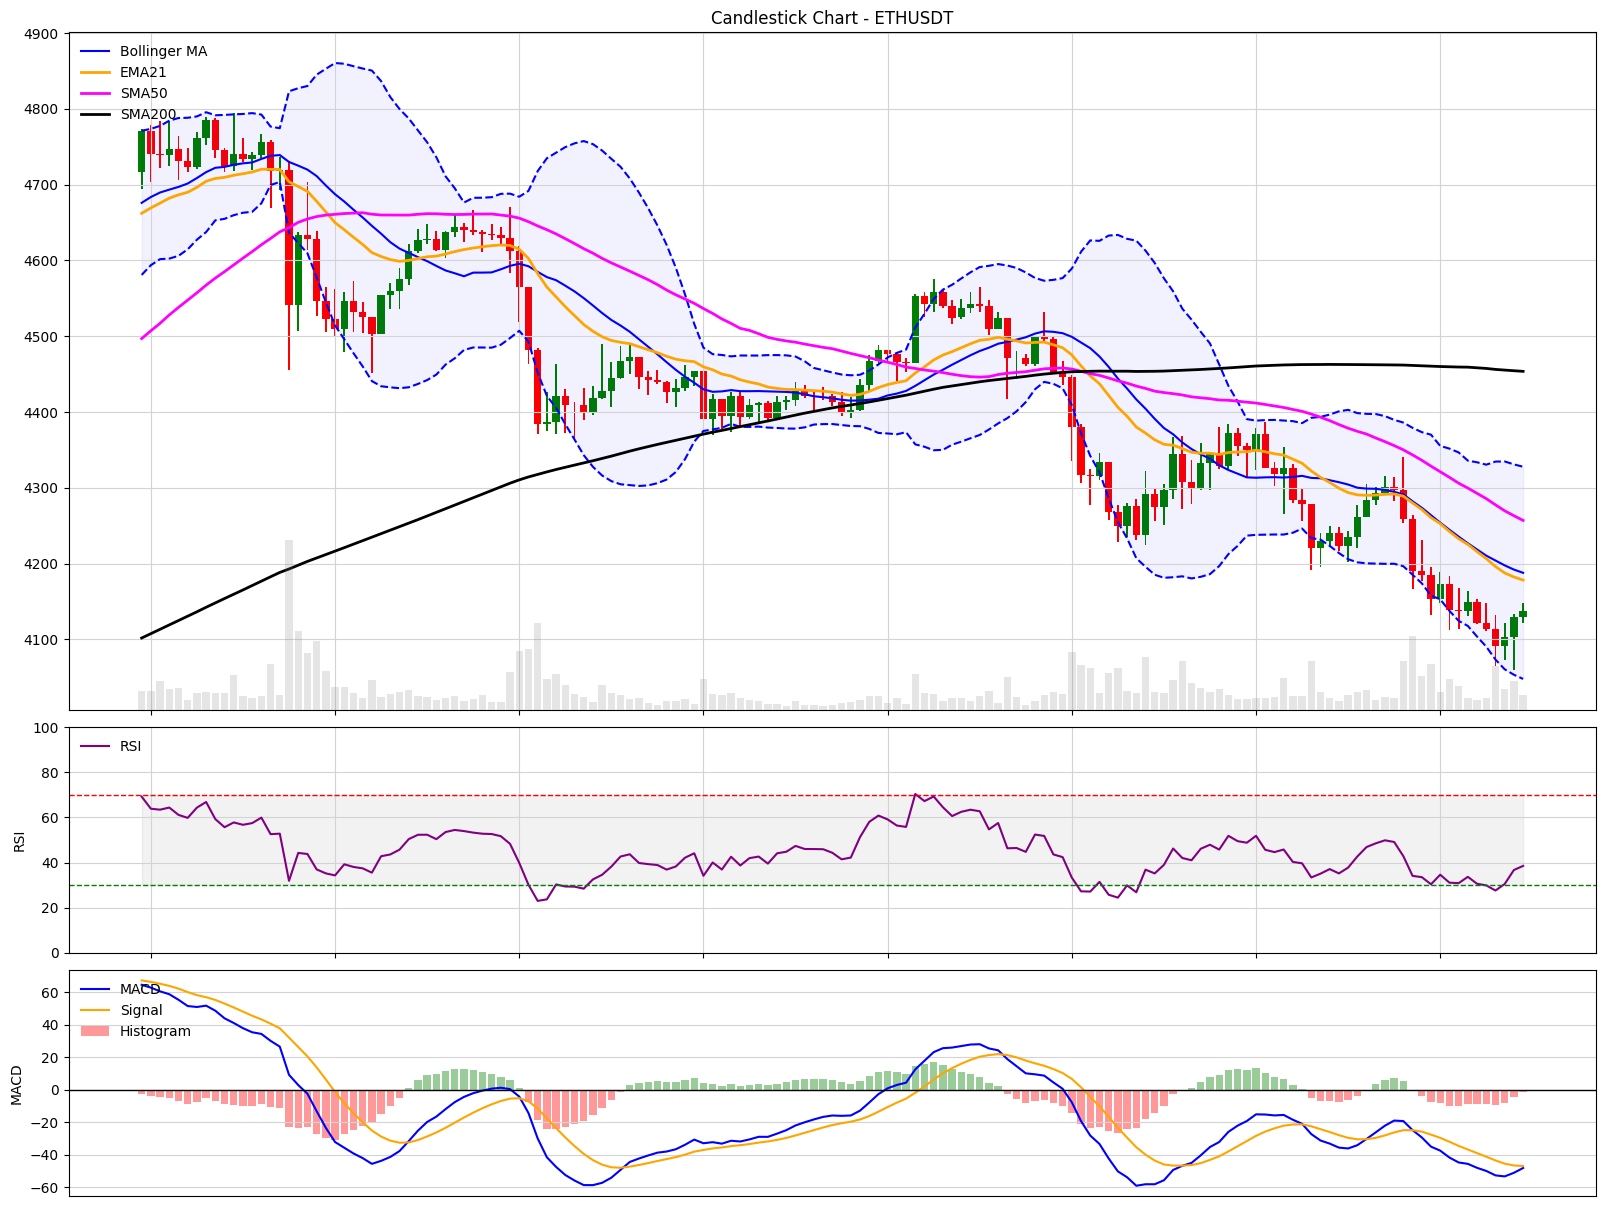 Candlestick Chart - ETHUSDT
4900
4800
4700
4600
4500
4400
4300
4200
4100
Bollinger MA
EMA21
SMA50
SMA200
RSI
100
80
60
40
20
0
RSI
MACD
60
40
20
0
−20
−40
−60
MACD
Signal
Histogram